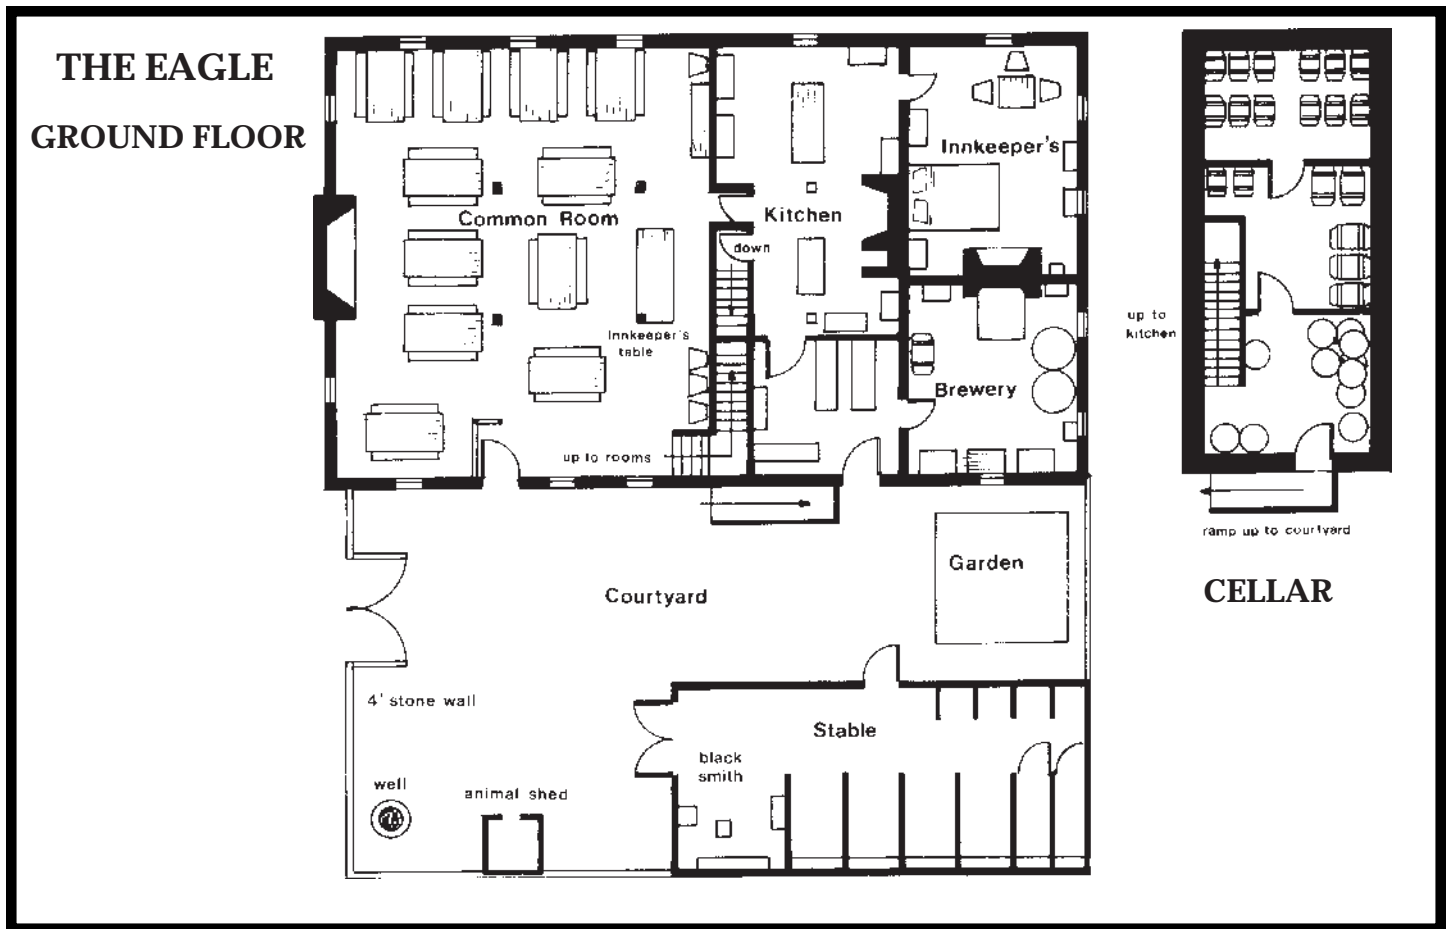 THE EAGLE
GROUND FLOOR
Innkeeper's
Common Room
Kitchen
down
up to
kitchen
Innkeeper's
table
Brewery
up to rooms
ramp up to courtyard
Garden
CELLAR
Courtyard
4' stone wall
Stable
black
smith
well
animal shed